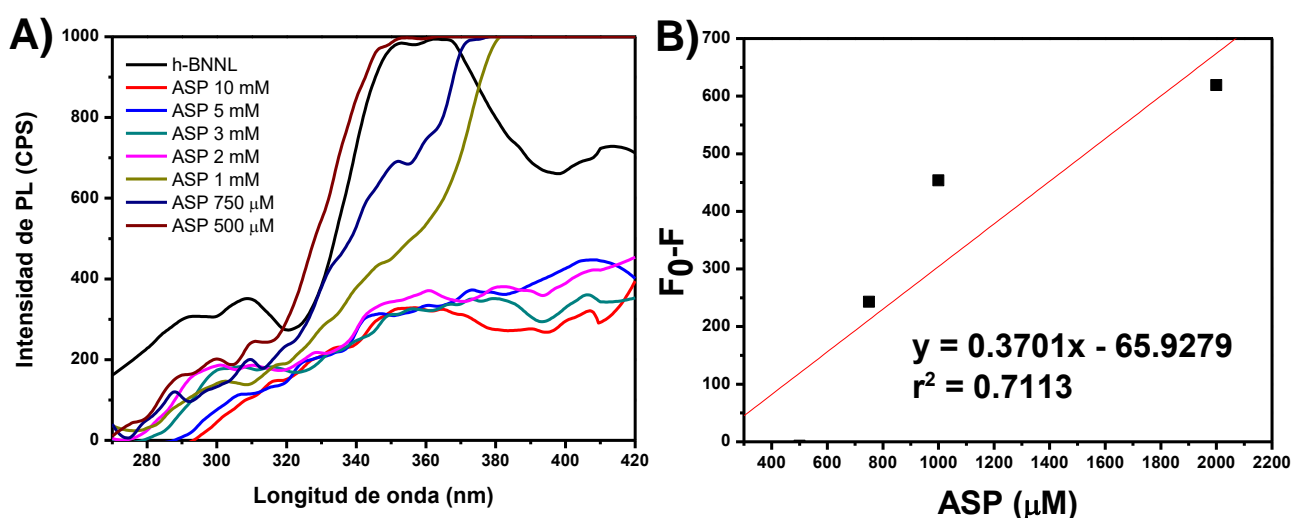 A)
1000
800
600
400
200
0
280
300
320
340
360
380
400
420
Intensidad de PL (CPS)
Longitud de onda (nm)
h-BNNL
ASP 10 mM
ASP 5 mM
ASP 3 mM
ASP 2 mM
ASP 1 mM
ASP 750 μM
ASP 500 μM
B)
700
600
500
400
300
200
100
0
400
600
800
1000
1200
1400
1600
1800
2000
2200
F0-F
ASP (μM)
y = 0.3701x - 65.9279
r² = 0.7113